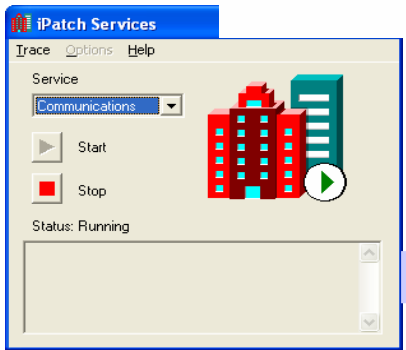 iPatch Services
Trace Options Help
Service
Communications
Start
Stop
Status: Running